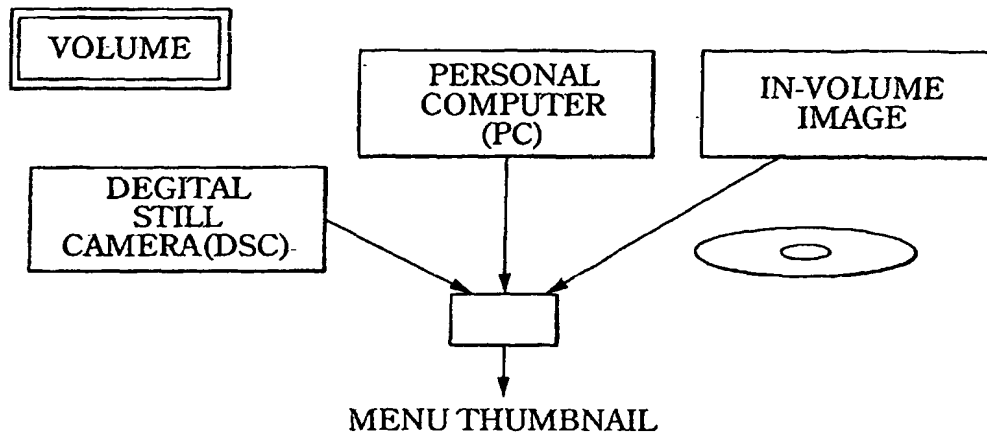 VOLUME
PERSONAL
COMPUTER
(PC)
IN-VOLUME
IMAGE
DEGITAL
STILL
CAMERA(DSC)
MENU THUMBNAIL